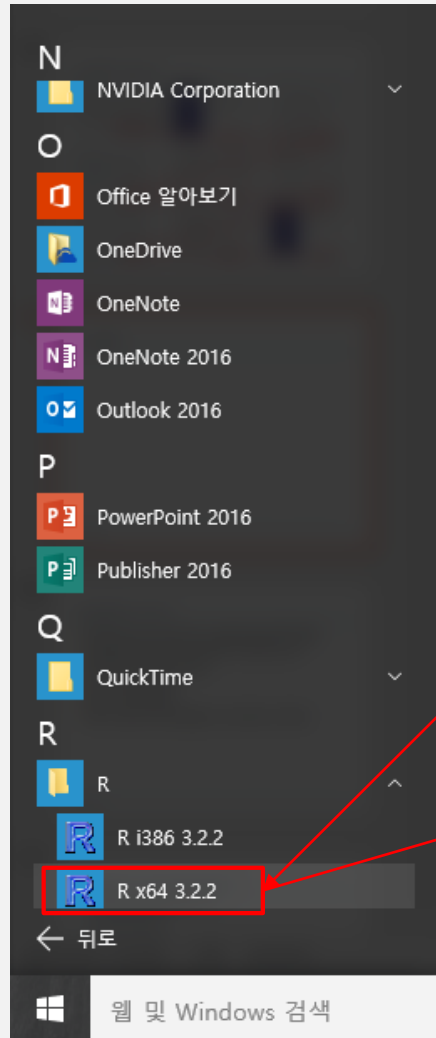 N
NVIDIA Corporation
O
Office 알아보기
OneDrive
OneNote
OneNote 2016
Outlook 2016
P
PowerPoint 2016
Publisher 2016
Q
QuickTime
R
R
R i386 3.2.2
R x64 3.2.2
뒤로
웹 및 Windows 검색